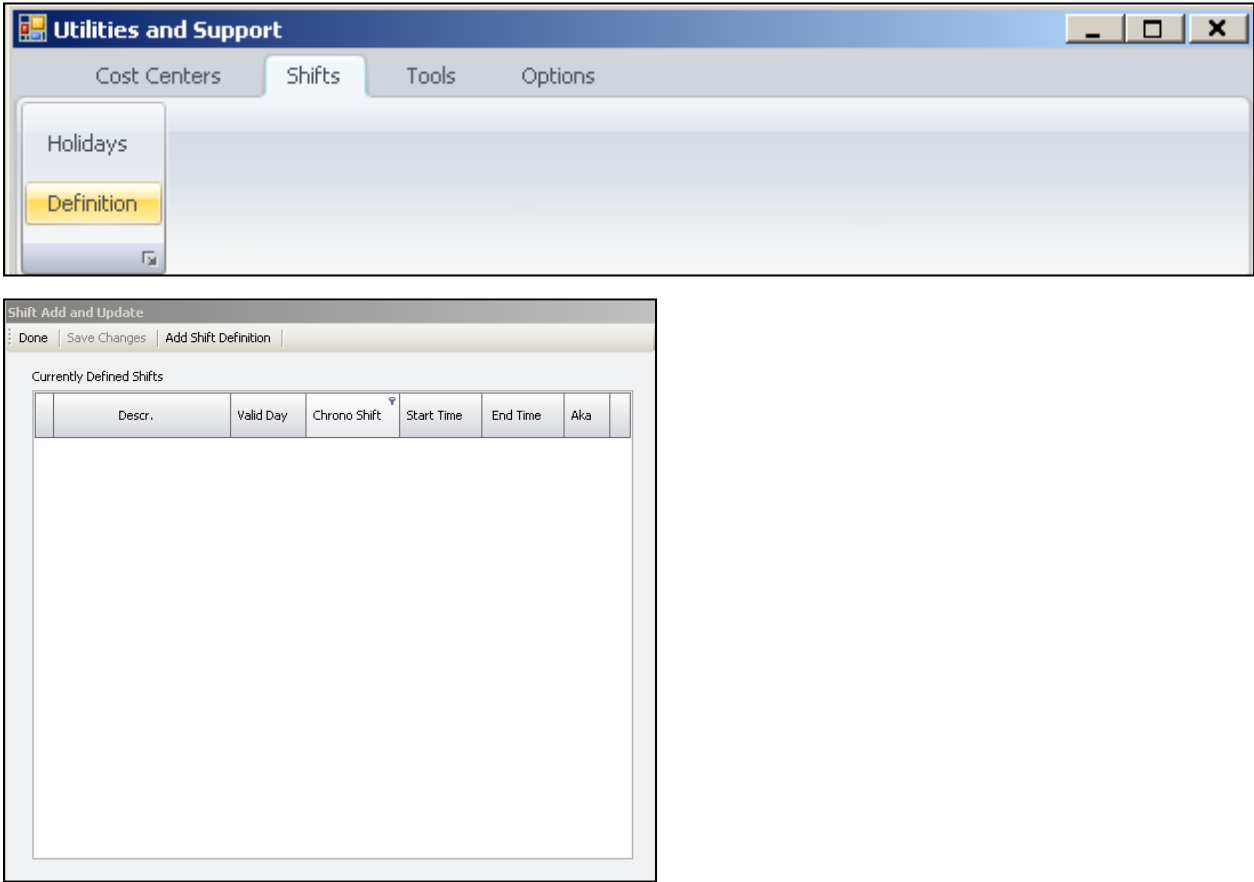 Utilities and Support
Cost Centers Shifts Tools Options
Holidays
Definition
Shift Add and Update
Done Save Changes Add Shift Definition
Currently Defined Shifts
Descr. Valid Day Chrono Shift Start Time End Time Aka